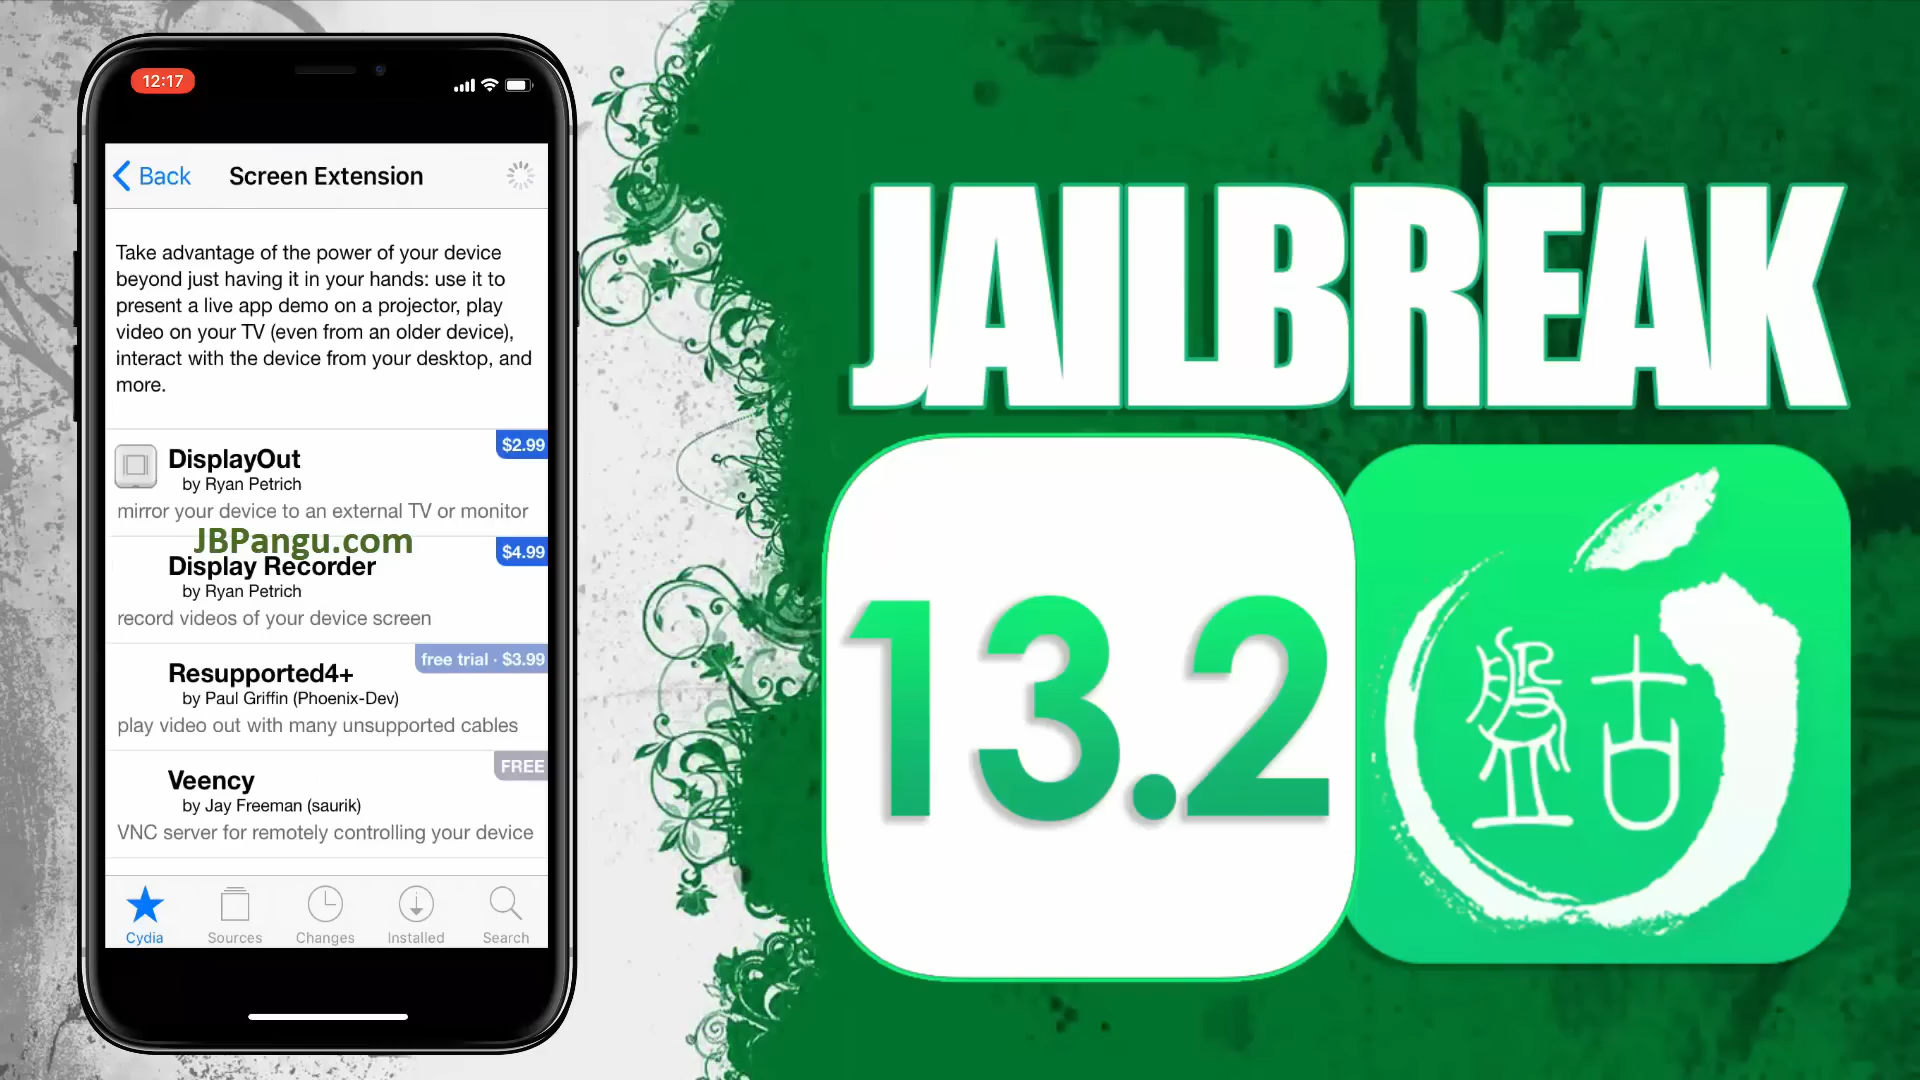 12:17
Back
Screen Extension
Take advantage of the power of your device
beyond just having it in your hands: use it to
present a live app demo on a projector, play
video on your TV (even from an older device),
interact with the device from your desktop, and
more.
$2.99
DisplayOut
by Ryan Petrich
mirror your device to an external TV or monitor
JBPangu.com
$4.99
Display Recorder
by Ryan Petrich
record videos of your device screen
free trial · $3.99
Resupported4+
by Paul Griffin (Phoenix-Dev)
play video out with many unsupported cables
FREE
Veency
by Jay Freeman (saurik)
VNC server for remotely controlling your device
Cydia
Sources
Changes
Installed
Search
JAILBREAK
13.2